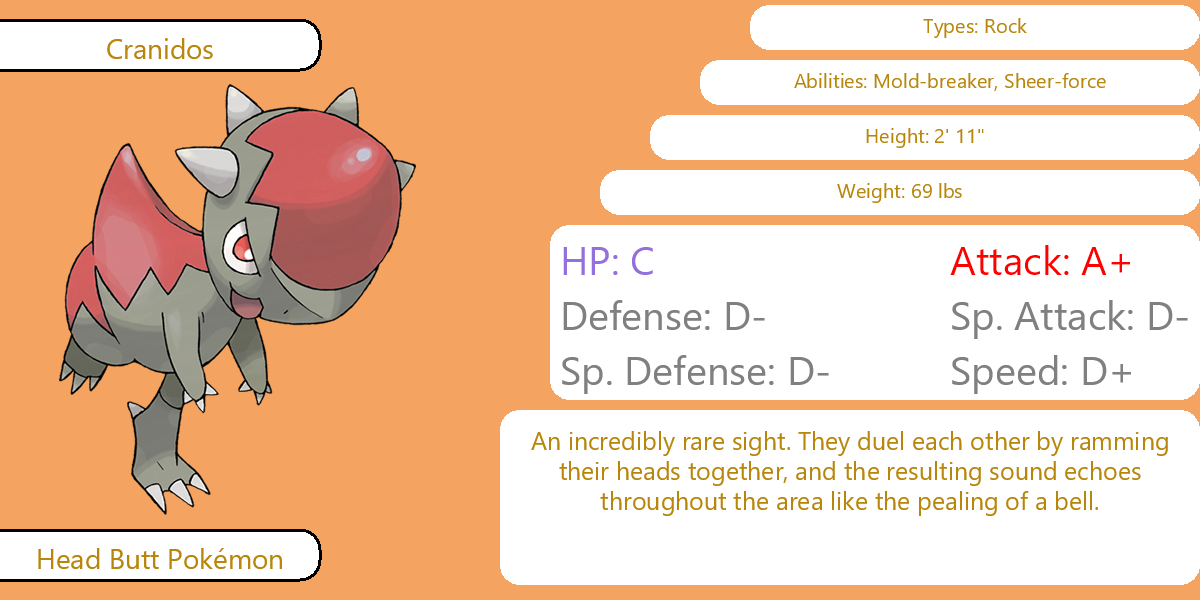 Cranidos
Types: Rock
Abilities: Mold-breaker, Sheer-force
Height: 2' 11"
Weight: 69 lbs
HP: C
Attack: A+
Defense: D-
Sp. Attack: D-
Sp. Defense: D-
Speed: D+
An incredibly rare sight. They duel each other by ramming
their heads together, and the resulting sound echoes
throughout the area like the pealing of a bell.
Head Butt Pokémon